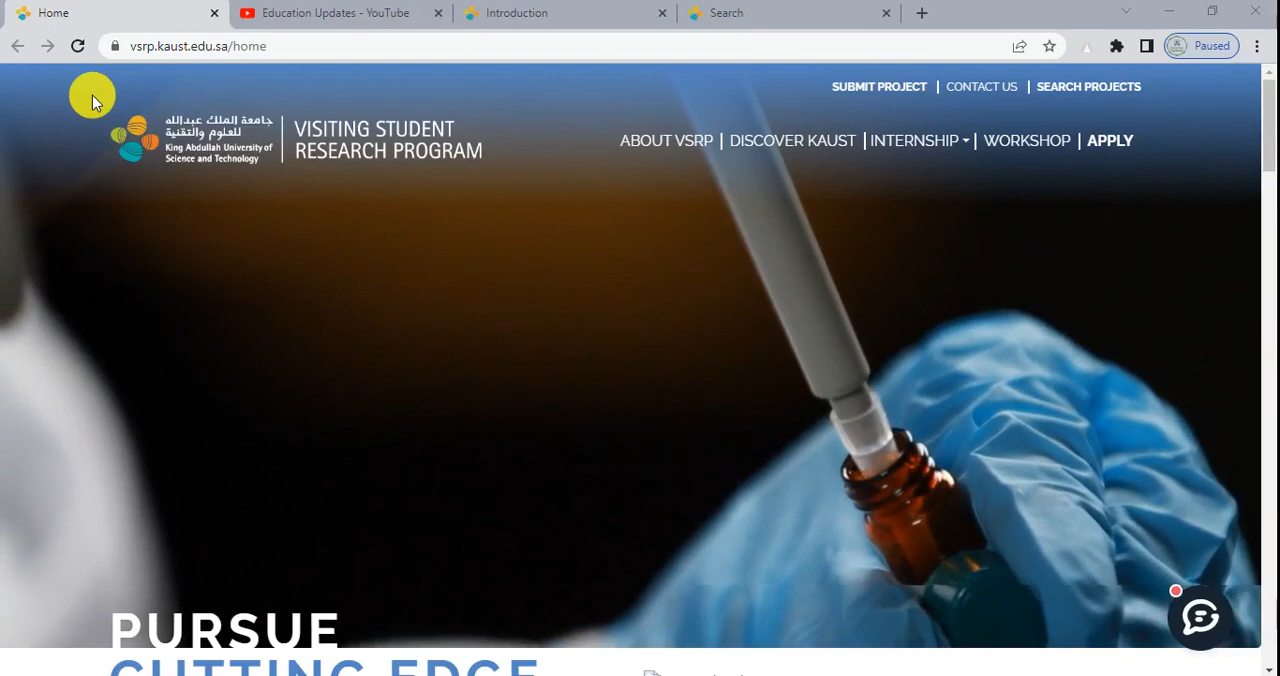 Home
Education Updates - YouTube
Introduction
Search
vsrp.kaust.edu.sa/home
Paused
SUBMIT PROJECT
CONTACT US
SEARCH PROJECTS
جامعة الملك عبدالله
للعلوم والتقنية
King Abdullah University of
Science and Technology
VISITING STUDENT
RESEARCH PROGRAM
ABOUT VSRP
DISCOVER KAUST
INTERNSHIP
WORKSHOP
APPLY
PURSUE
CUTTING EDGE